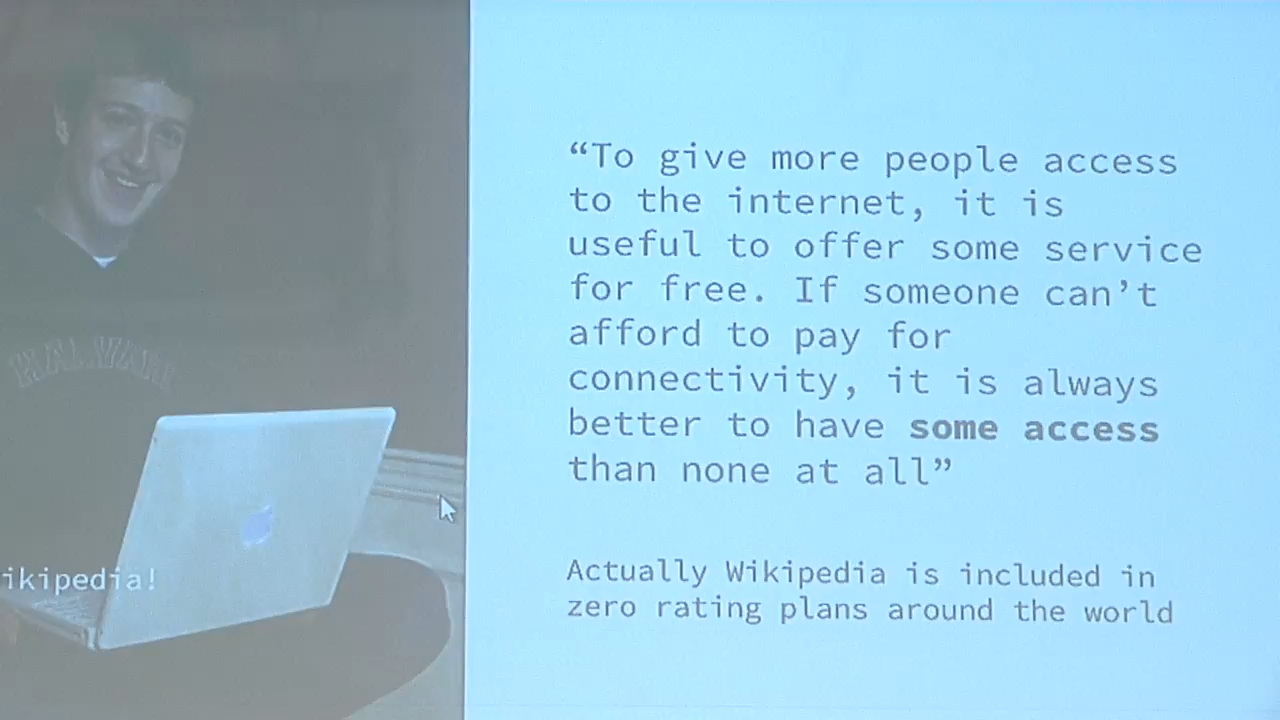 “To give more people access
to the internet, it is
useful to offer some service
for free. If someone can’t
afford to pay for
connectivity, it is always
better to have some access
than none at all”
Actually Wikipedia is included in
zero rating plans around the world
ikipedia!